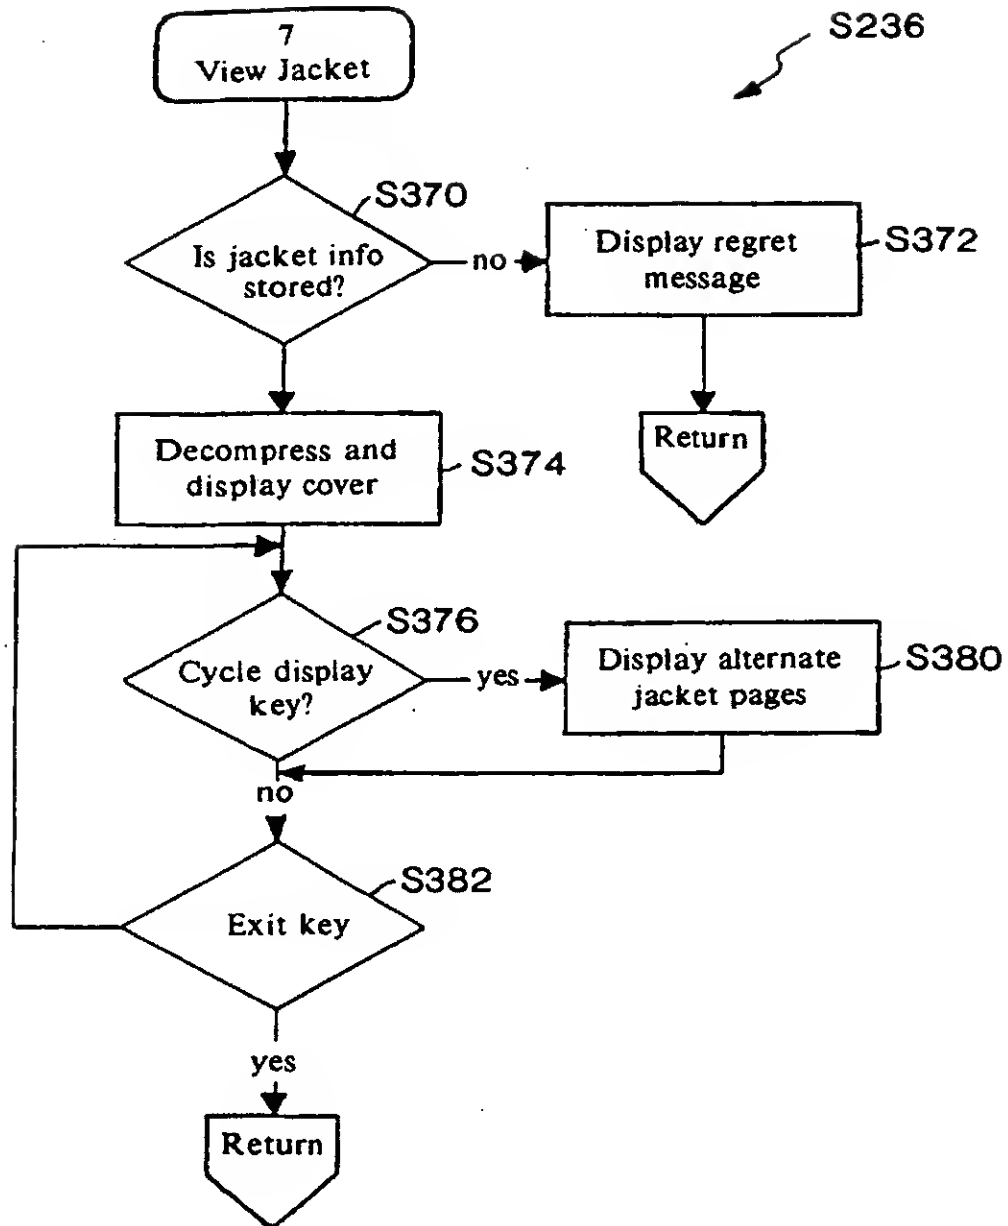 7
View Jacket
S236
S370
Is jacket info
stored?
no
Display regret
message
S372
Return
Decompress and
display cover
S374
S376
Cycle display
key?
yes
Display alternate
jacket pages
S380
no
S382
Exit key
yes
Return